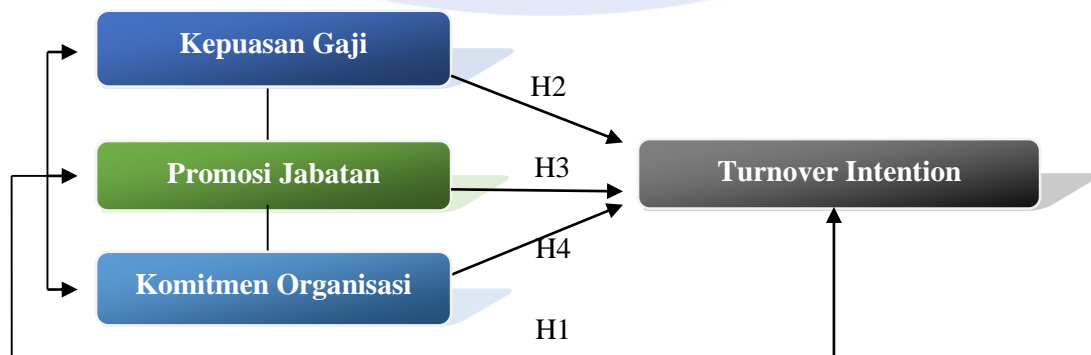 Kepuasan Gaji
H2
Promosi Jabatan
H3
Turnover Intention
H4
Komitmen Organisasi
H1